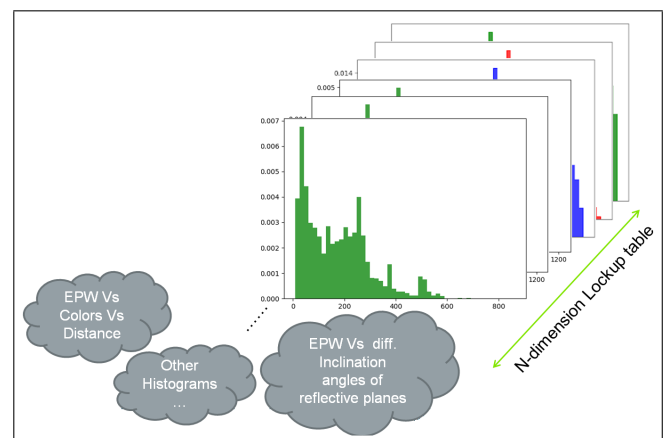 0.014
0.005
0.007
0.006
0.005
0.004
0.003
0.002
0.001
0.000
0
200
400
600
800
1200
1200
N-dimension Lockup table
EPW Vs
Colors Vs
Distance
Other
Histograms
...
EPW Vs diff.
Inclination
angles of
reflective planes